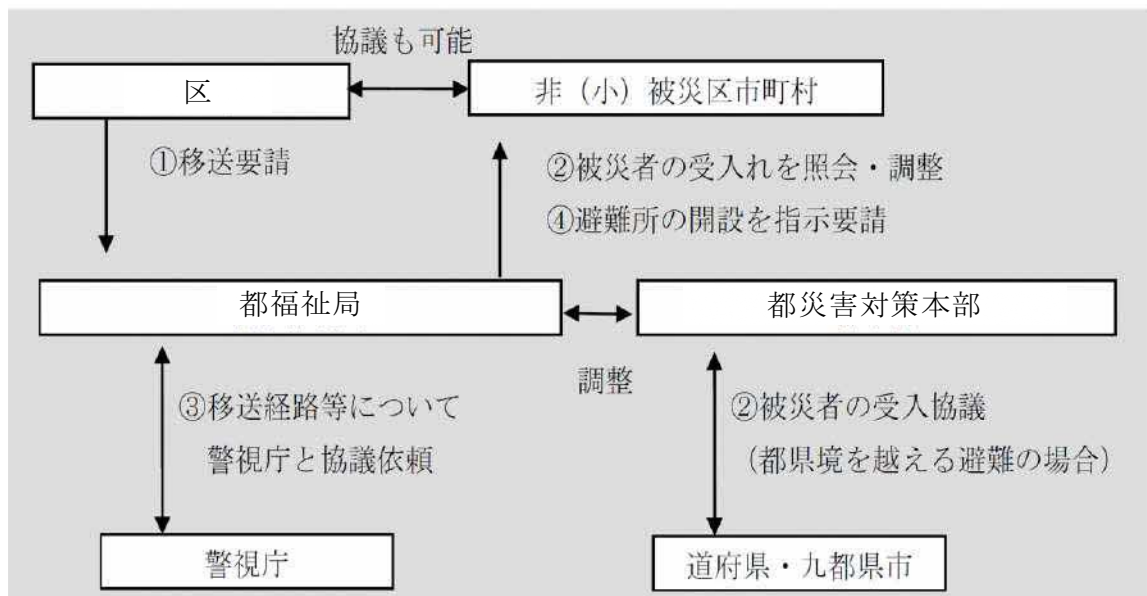 協議も可能
区
非（小）被災区市町村
①移送要請
②被災者の受入れを照会・調整
④避難所の開設を指示要請
都福祉局
都災害対策本部
調整
③移送経路等について
警視庁と協議依頼
②被災者の受入協議
（都県境を越える避難の場合）
警視庁
道府県・九都県市